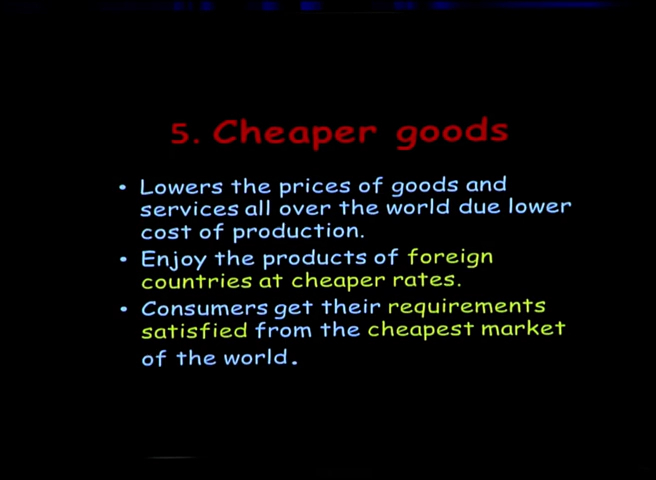 5. Cheaper goods
• Lowers the prices of goods and
services all over the world due lower
cost of production.
• Enjoy the products of foreign
countries at cheaper rates.
• Consumers get their requirements
satisfied from the cheapest market
of the world.